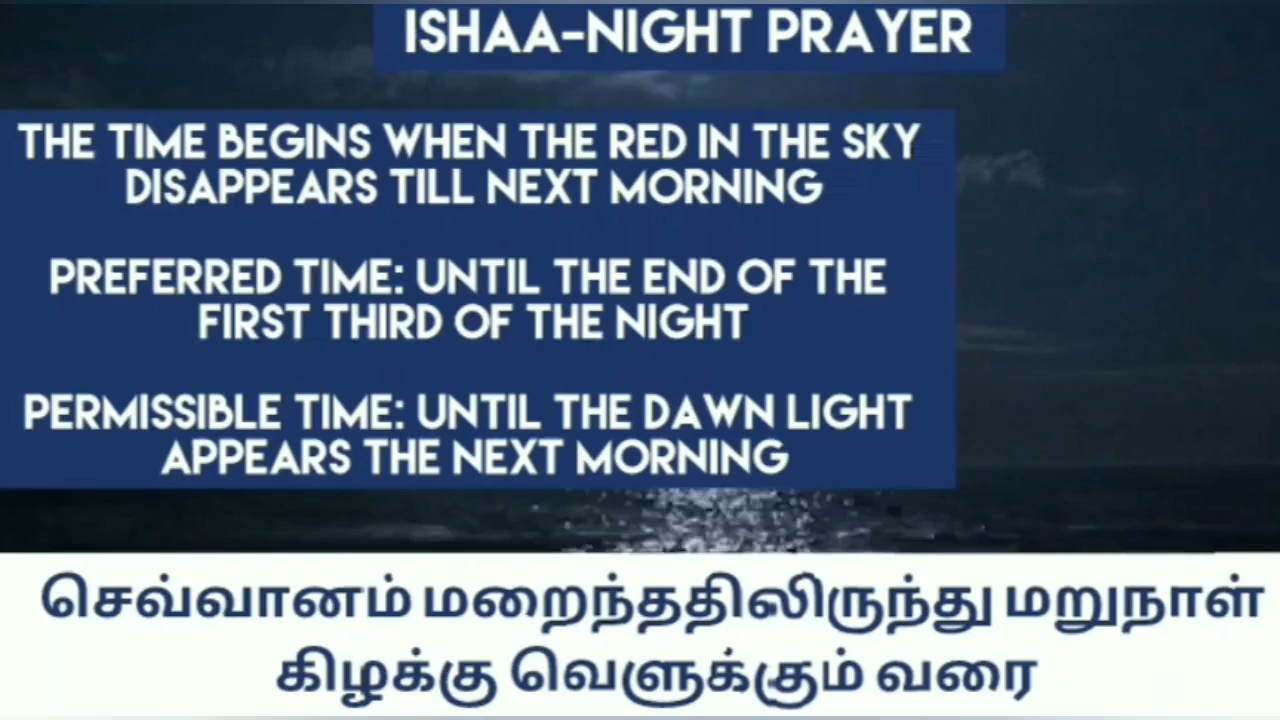 ISHAA-NIGHT PRAYER
THE TIME BEGINS WHEN THE RED IN THE SKY
DISAPPEARS TILL NEXT MORNING
PREFERRED TIME: UNTIL THE END OF THE
FIRST THIRD OF THE NIGHT
PERMISSIBLE TIME: UNTIL THE DAWN LIGHT
APPEARS THE NEXT MORNING
செவ்வானம் மறைந்ததிலிருந்து மறுநாள்
கிழக்கு வெளுக்கும் வரை